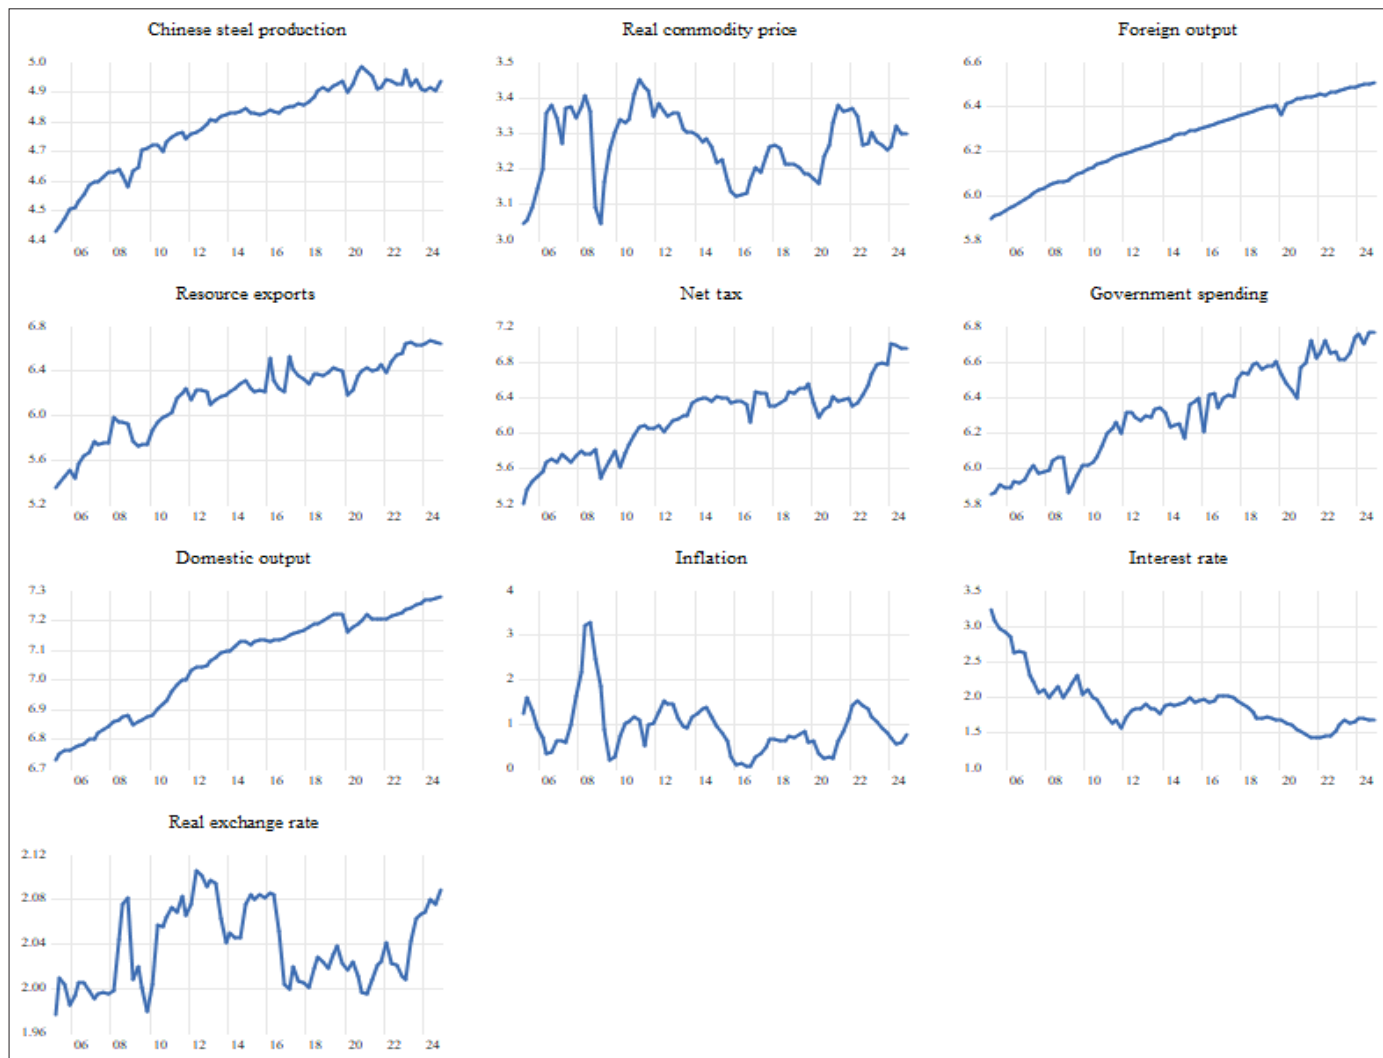 Chinese steel production
5.0
4.9
4.8
4.7
4.6
4.5
4.4
06 08 10 12 14 16 18 20 22 24
Real commodity price
3.5
3.4
3.3
3.2
3.1
3.0
06 08 10 12 14 16 18 20 22 24
Foreign output
6.6
6.4
6.2
6.0
5.8
06 08 10 12 14 16 18 20 22 24
Resource exports
6.8
6.4
6.0
5.6
5.2
06 08 10 12 14 16 18 20 22 24
Net tax
7.2
6.8
6.4
6.0
5.6
5.2
06 08 10 12 14 16 18 20 22 24
Government spending
6.8
6.6
6.4
6.2
6.0
5.8
06 08 10 12 14 16 18 20 22 24
Domestic output
7.3
7.2
7.1
7.0
6.9
6.8
6.7
06 08 10 12 14 16 18 20 22 24
Inflation
4
3
2
1
0
06 08 10 12 14 16 18 20 22 24
Interest rate
3.5
3.0
2.5
2.0
1.5
1.0
06 08 10 12 14 16 18 20 22 24
Real exchange rate
2.12
2.08
2.04
2.00
1.96
06 08 10 12 14 16 18 20 22 24